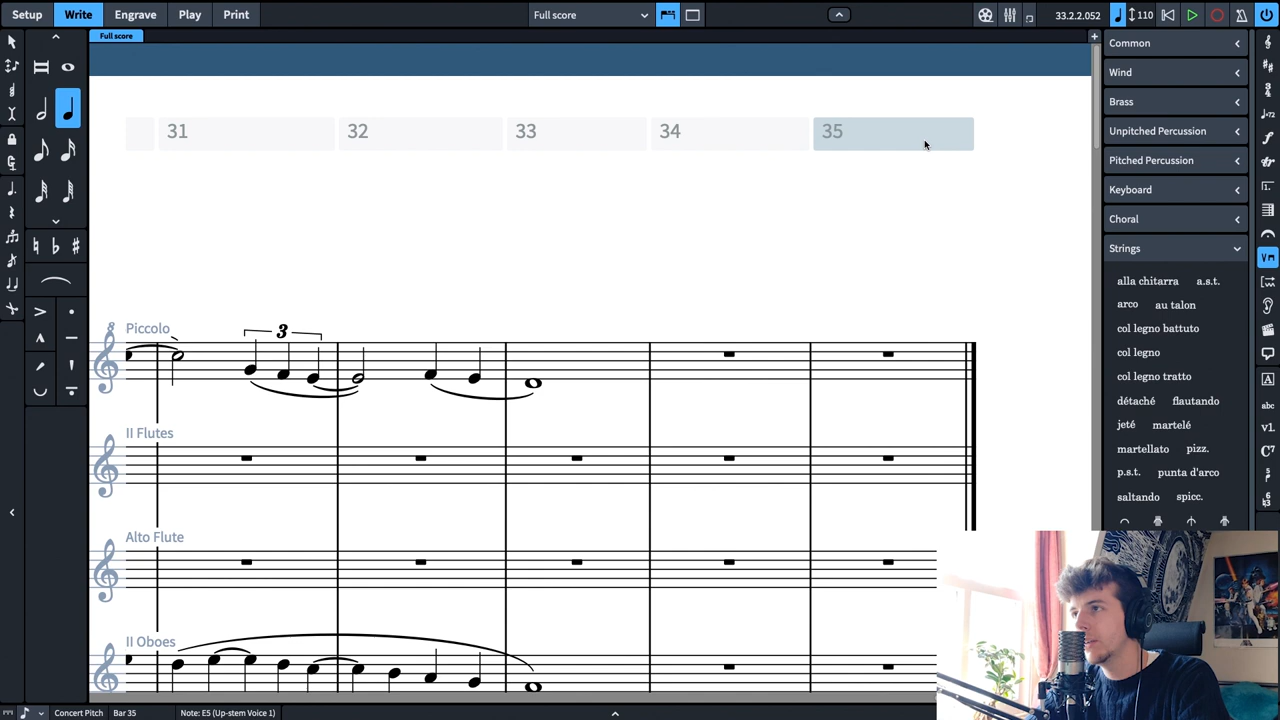 Setup Write Engrave Play Print Full score 33.2.2.052 110
Full score
Common
Wind
Brass
Unpitched Percussion
Pitched Percussion
Keyboard
Choral
Strings
alla chitarra a.s.t.
arco au talon
col legno battuto
col legno
col legno tratto
détaché flautando
jeté martelé
martellato pizz.
p.s.t. punta d'arco
saltando spicc.
31 32 33 34 35
Piccolo
3
II Flutes
Alto Flute
II Oboes
Concert Pitch Bar 35 Note: E5 (Up-stem Voice 1)